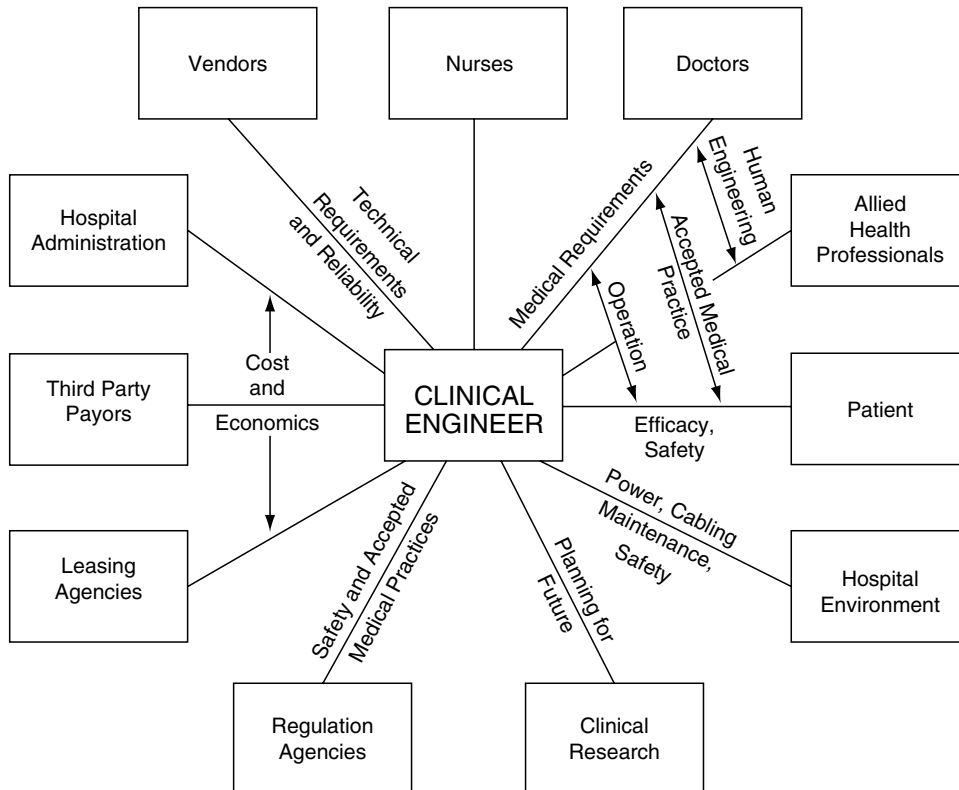 Vendors
Nurses
Doctors
Hospital
Administration
Technical
Requirements
and Reliability
Medical Requirements
Human
Engineering
Allied
Health
Professionals
Accepted Medical
Practice
Operation
Third Party
Payors
Cost
and
Economics
CLINICAL
ENGINEER
Efficacy,
Safety
Patient
Leasing
Agencies
Safety and Accepted
Medical Practices
Planning for
Future
Power, Cabling
Maintenance,
Safety
Hospital
Environment
Regulation
Agencies
Clinical
Research